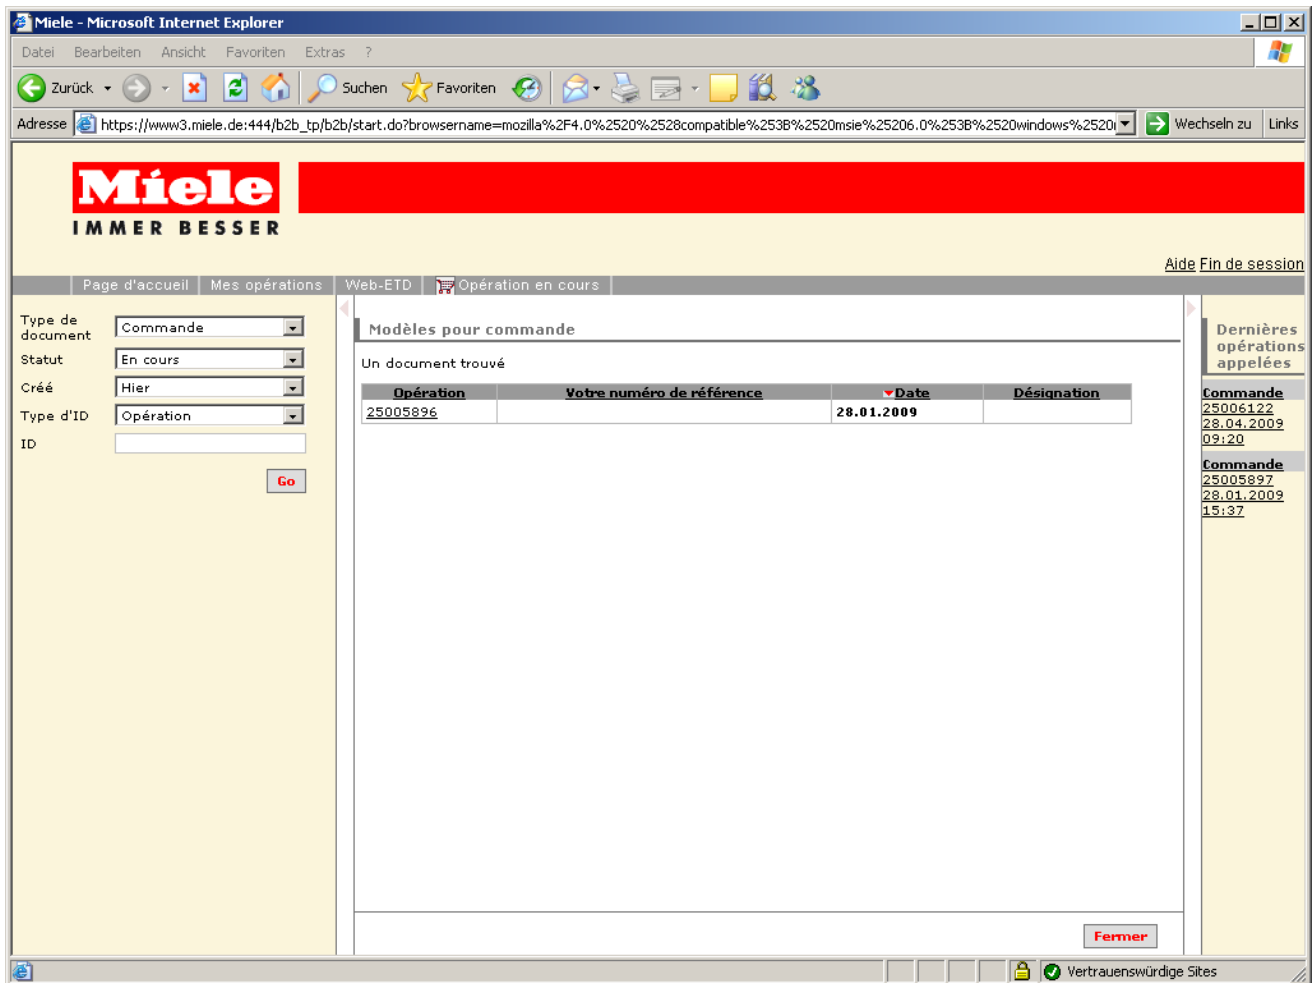 Miele - Microsoft Internet Explorer
Datei Bearbeiten Ansicht Favoriten Extras ?
Zurück Suchen Favoriten
Adresse https://www3.miele.de:444/b2b_tp/b2b/start.do?browsername=mozilla%2F4.0%2520%2528compatible%253B%2520msie%25206.0%253B%2520windows%2520 Wechseln zu Links
Miele
IMMER BESSER
Aide Fin de session
Page d'accueil Mes opérations Web-ETD Opération en cours
Type de document Commande
Statut En cours
Créé Hier
Type d'ID Opération
ID
Go
Modèles pour commande
Un document trouvé
Opération Votre numéro de référence Date Désignation
25005896 28.01.2009
Fermer
Dernières
opérations
appelées
Commande
25006122
28.04.2009
09:20
Commande
25005897
28.01.2009
15:37
Vertrauenswürdige Sites